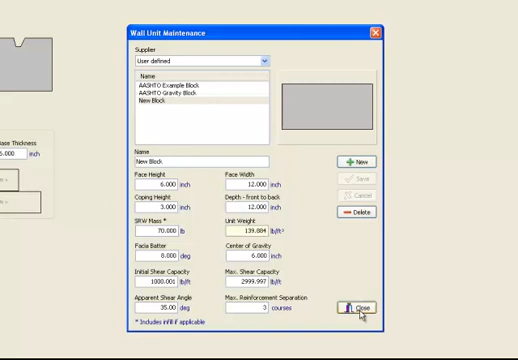 Wall Unit Maintenance
Supplier
User defined
Name
AASHTO Example Block
AASHTO Gravity Block
New Block
Base Thickness
6.000 inch
Name
New Block
New
Face Height
Face Width
6.000 inch
12.000 inch
Save
Coping Height
Depth - front to back
Cancel
3.000 inch
12.000 inch
Delete
SRW Mass *
Unit Weight
70.000 lb
139.884 lb/ft³
Facia Batter
Center of Gravity
8.000 deg
6.000 inch
Initial Shear Capacity
Max. Shear Capacity
1000.001 lb/ft
2999.997 lb/ft
Apparent Shear Angle
Max. Reinforcement Separation
35.00 deg
3 courses
Close
* Includes infill if applicable